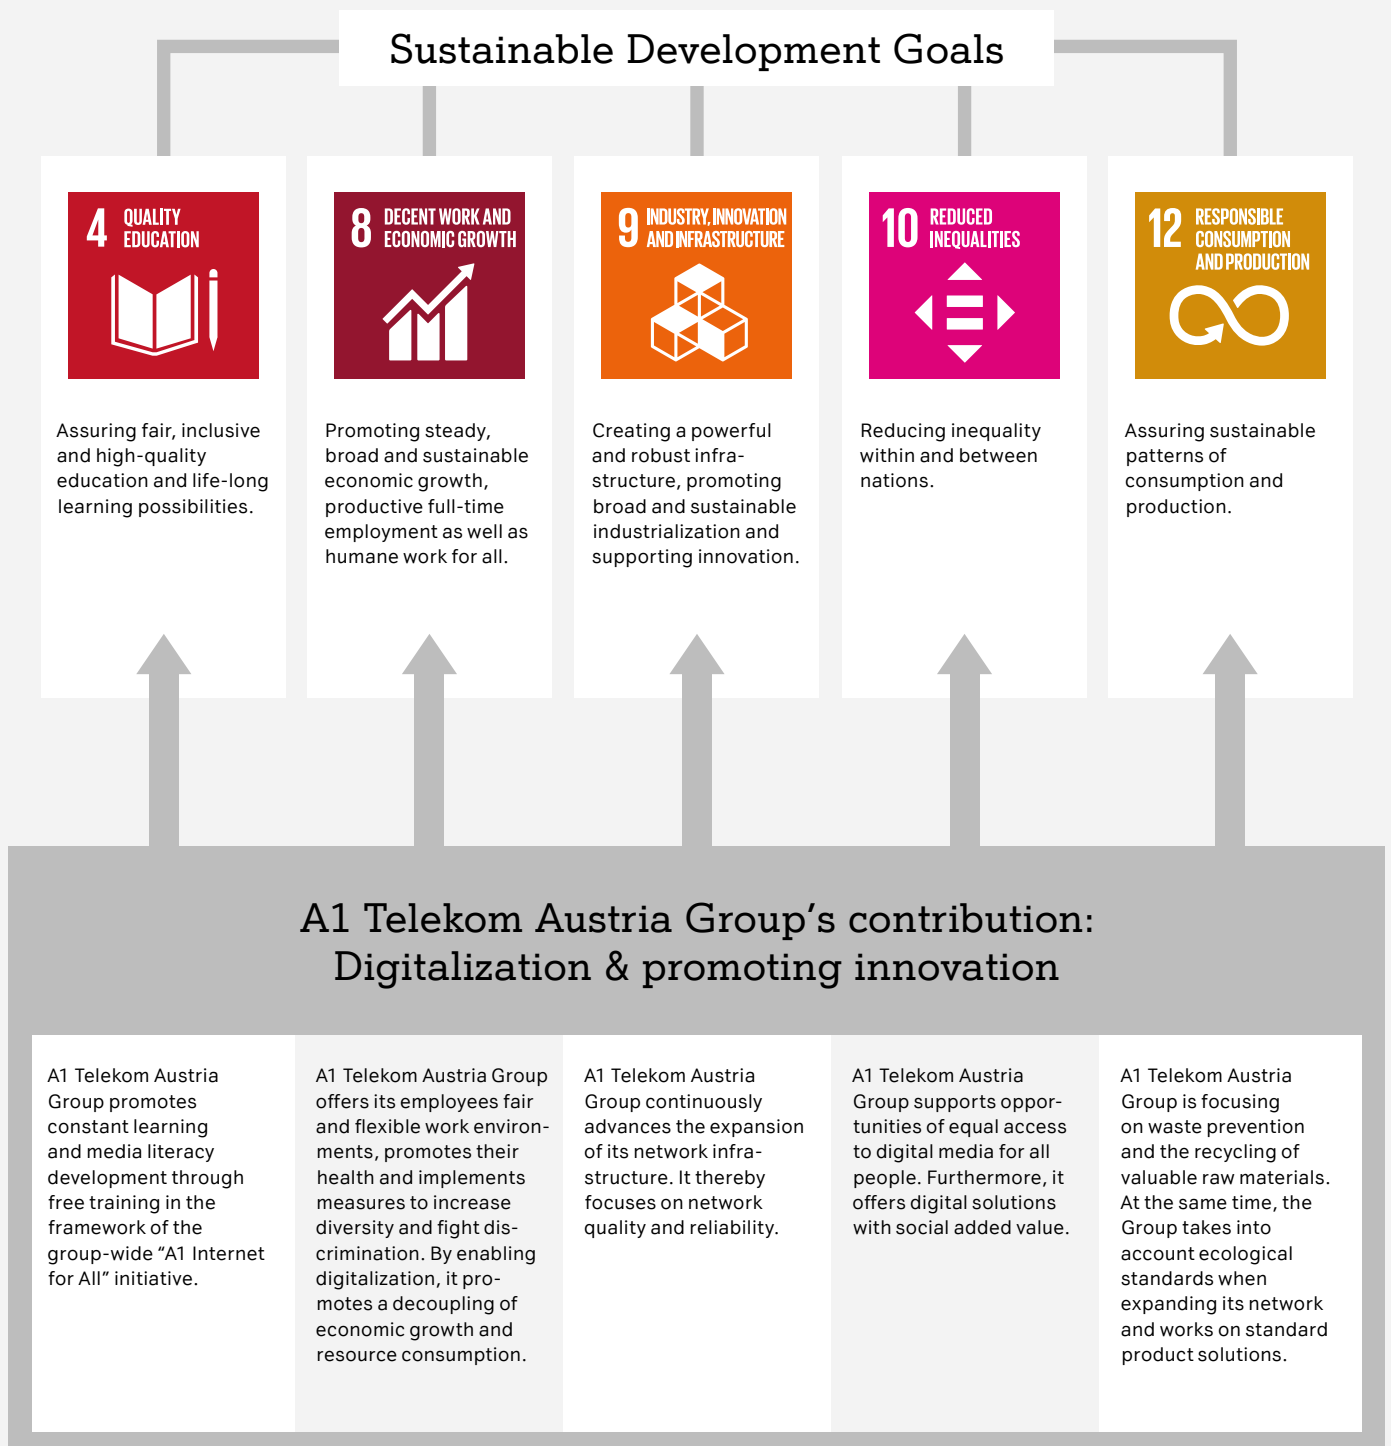 Sustainable Development Goals
4 QUALITY
EDUCATION
Assuring fair, inclusive
and high-quality
education and life-long
learning possibilities.
8 DECENT WORK AND
ECONOMIC GROWTH
Promoting steady,
broad and sustainable
economic growth,
productive full-time
employment as well as
humane work for all.
9 INDUSTRY, INNOVATION
AND INFRASTRUCTURE
Creating a powerful
and robust infra-
structure, promoting
broad and sustainable
industrialization and
supporting innovation.
10 REDUCED
INEQUALITIES
Reducing inequality
within and between
nations.
12 RESPONSIBLE
CONSUMPTION
AND PRODUCTION
Assuring sustainable
patterns of
consumption and
production.
A1 Telekom Austria Group’s contribution:
Digitalization & promoting innovation
A1 Telekom Austria
Group promotes
constant learning
and media literacy
development through
free training in the
framework of the
group-wide “A1 Internet
for All” initiative.
A1 Telekom Austria Group
offers its employees fair
and flexible work environ-
ments, promotes their
health and implements
measures to increase
diversity and fight dis-
crimination. By enabling
digitalization, it pro-
motes a decoupling of
economic growth and
resource consumption.
A1 Telekom Austria
Group continuously
advances the expansion
of its network infra-
structure. It thereby
focuses on network
quality and reliability.
A1 Telekom Austria
Group supports oppor-
tunities of equal access
to digital media for all
people. Furthermore, it
offers digital solutions
with social added value.
A1 Telekom Austria
Group is focusing
on waste prevention
and the recycling of
valuable raw materials.
At the same time, the
Group takes into
account ecological
standards when
expanding its network
and works on standard
product solutions.